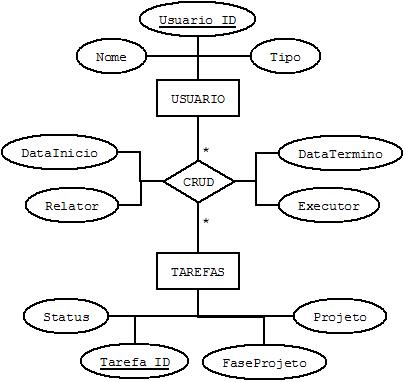 Usuario ID
Nome
Tipo
USUARIO
*
DataInicio
DataTermino
CRUD
Relator
Executor
*
TAREFAS
Status
Projeto
Tarefa ID
FaseProjeto